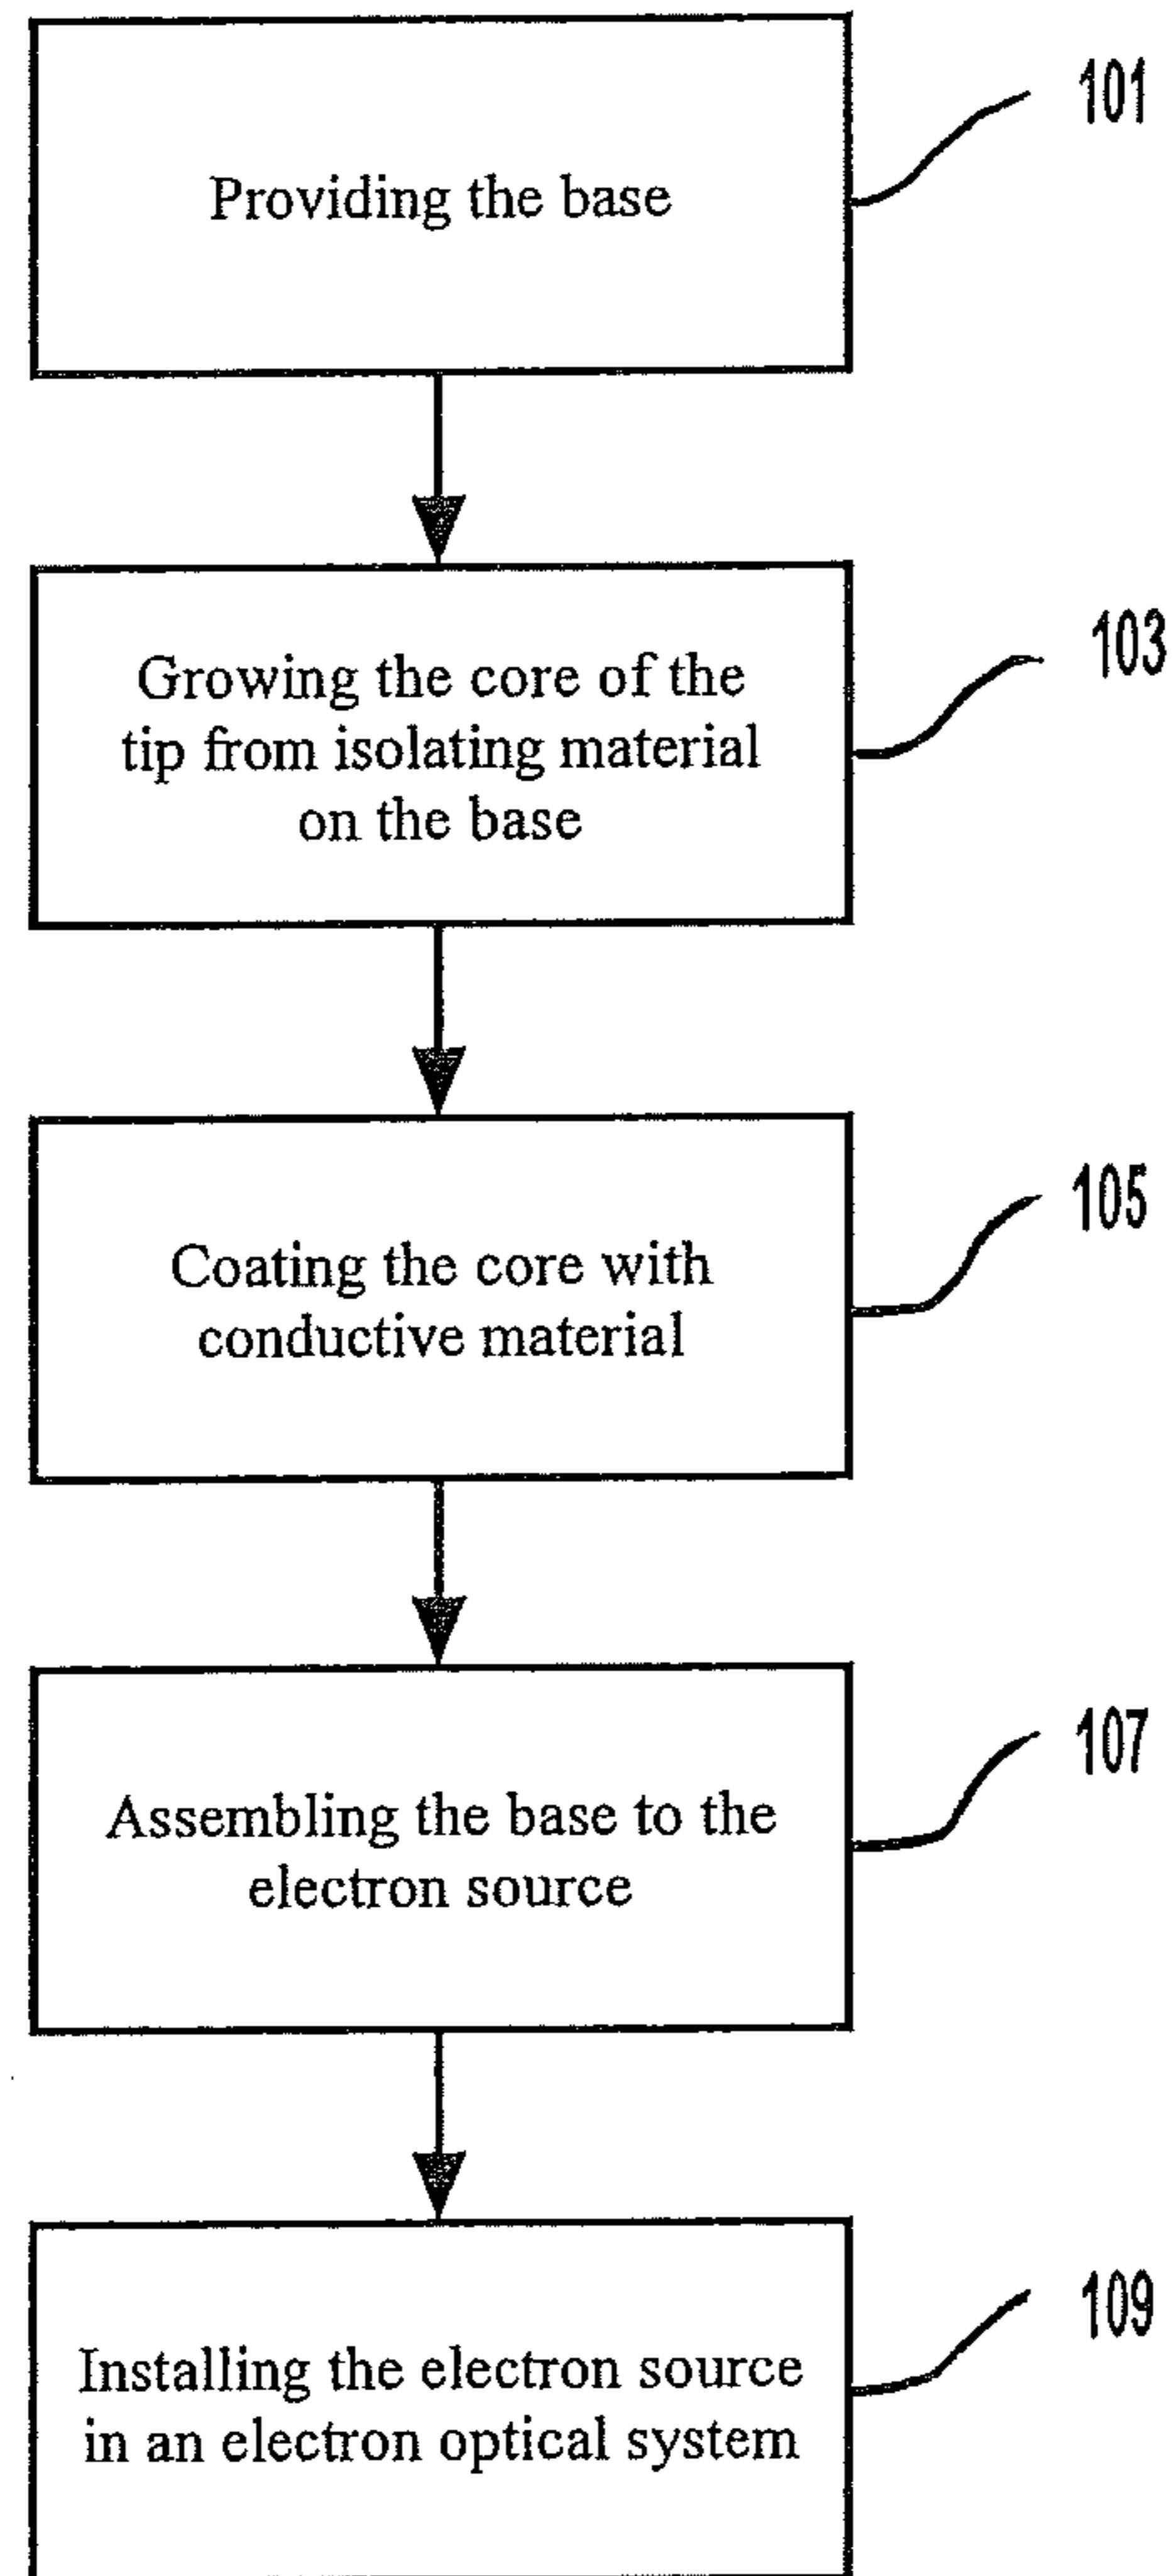 Providing the base
101
Growing the core of the
tip from isolating material
on the base
103
Coating the core with
conductive material
105
Assembling the base to the
electron source
107
Installing the electron source
in an electron optical system
109